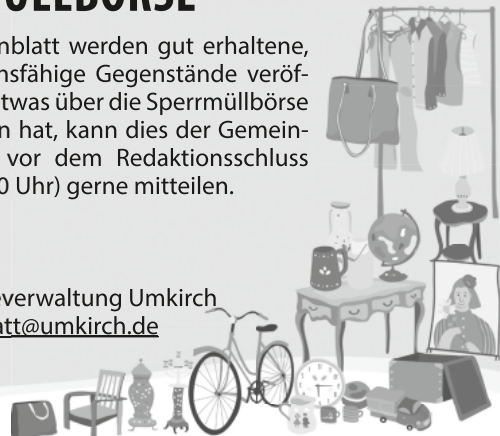 nblatt werden gut erhaltene,
nsfähige Gegenstände veröf-
twas über die Sperrmüllbörse
n hat, kann dies der Gemein-
vor dem Redaktionsschluss
0 Uhr) gerne mitteilen.
everwaltung Umkirch
att@umkirch.de